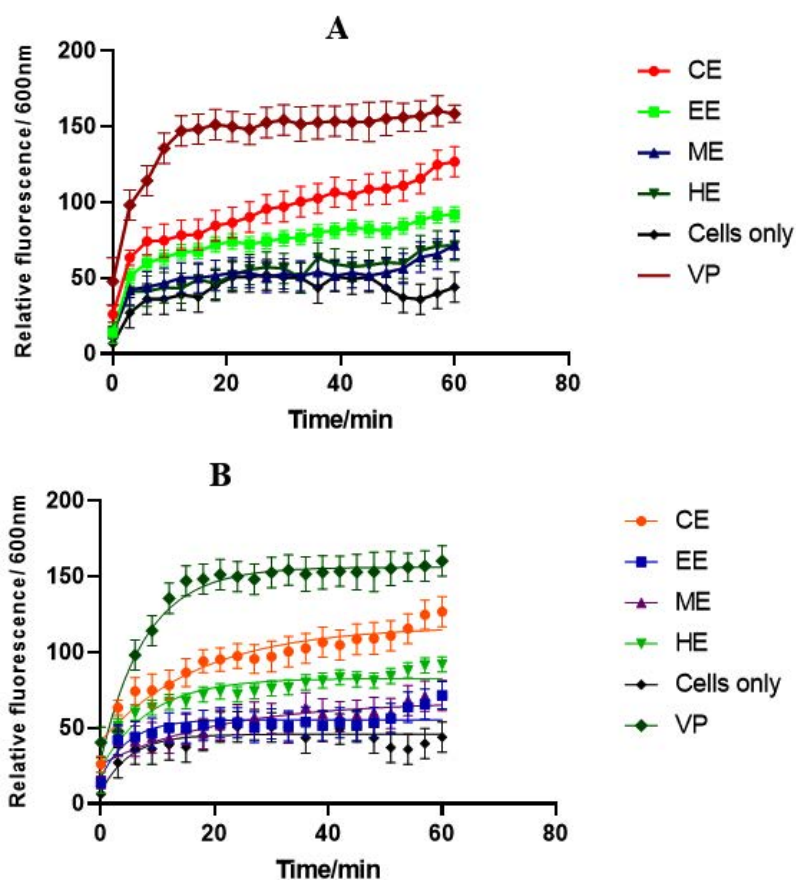 A
200
150
100
50
0
0 20 40 60 80
Relative fluorescence/ 600nm
Time/min
CE
EE
ME
HE
Cells only
VP
B
200
150
100
50
0
0 20 40 60 80
Relative fluorescence/ 600nm
Time/min
CE
EE
ME
HE
Cells only
VP